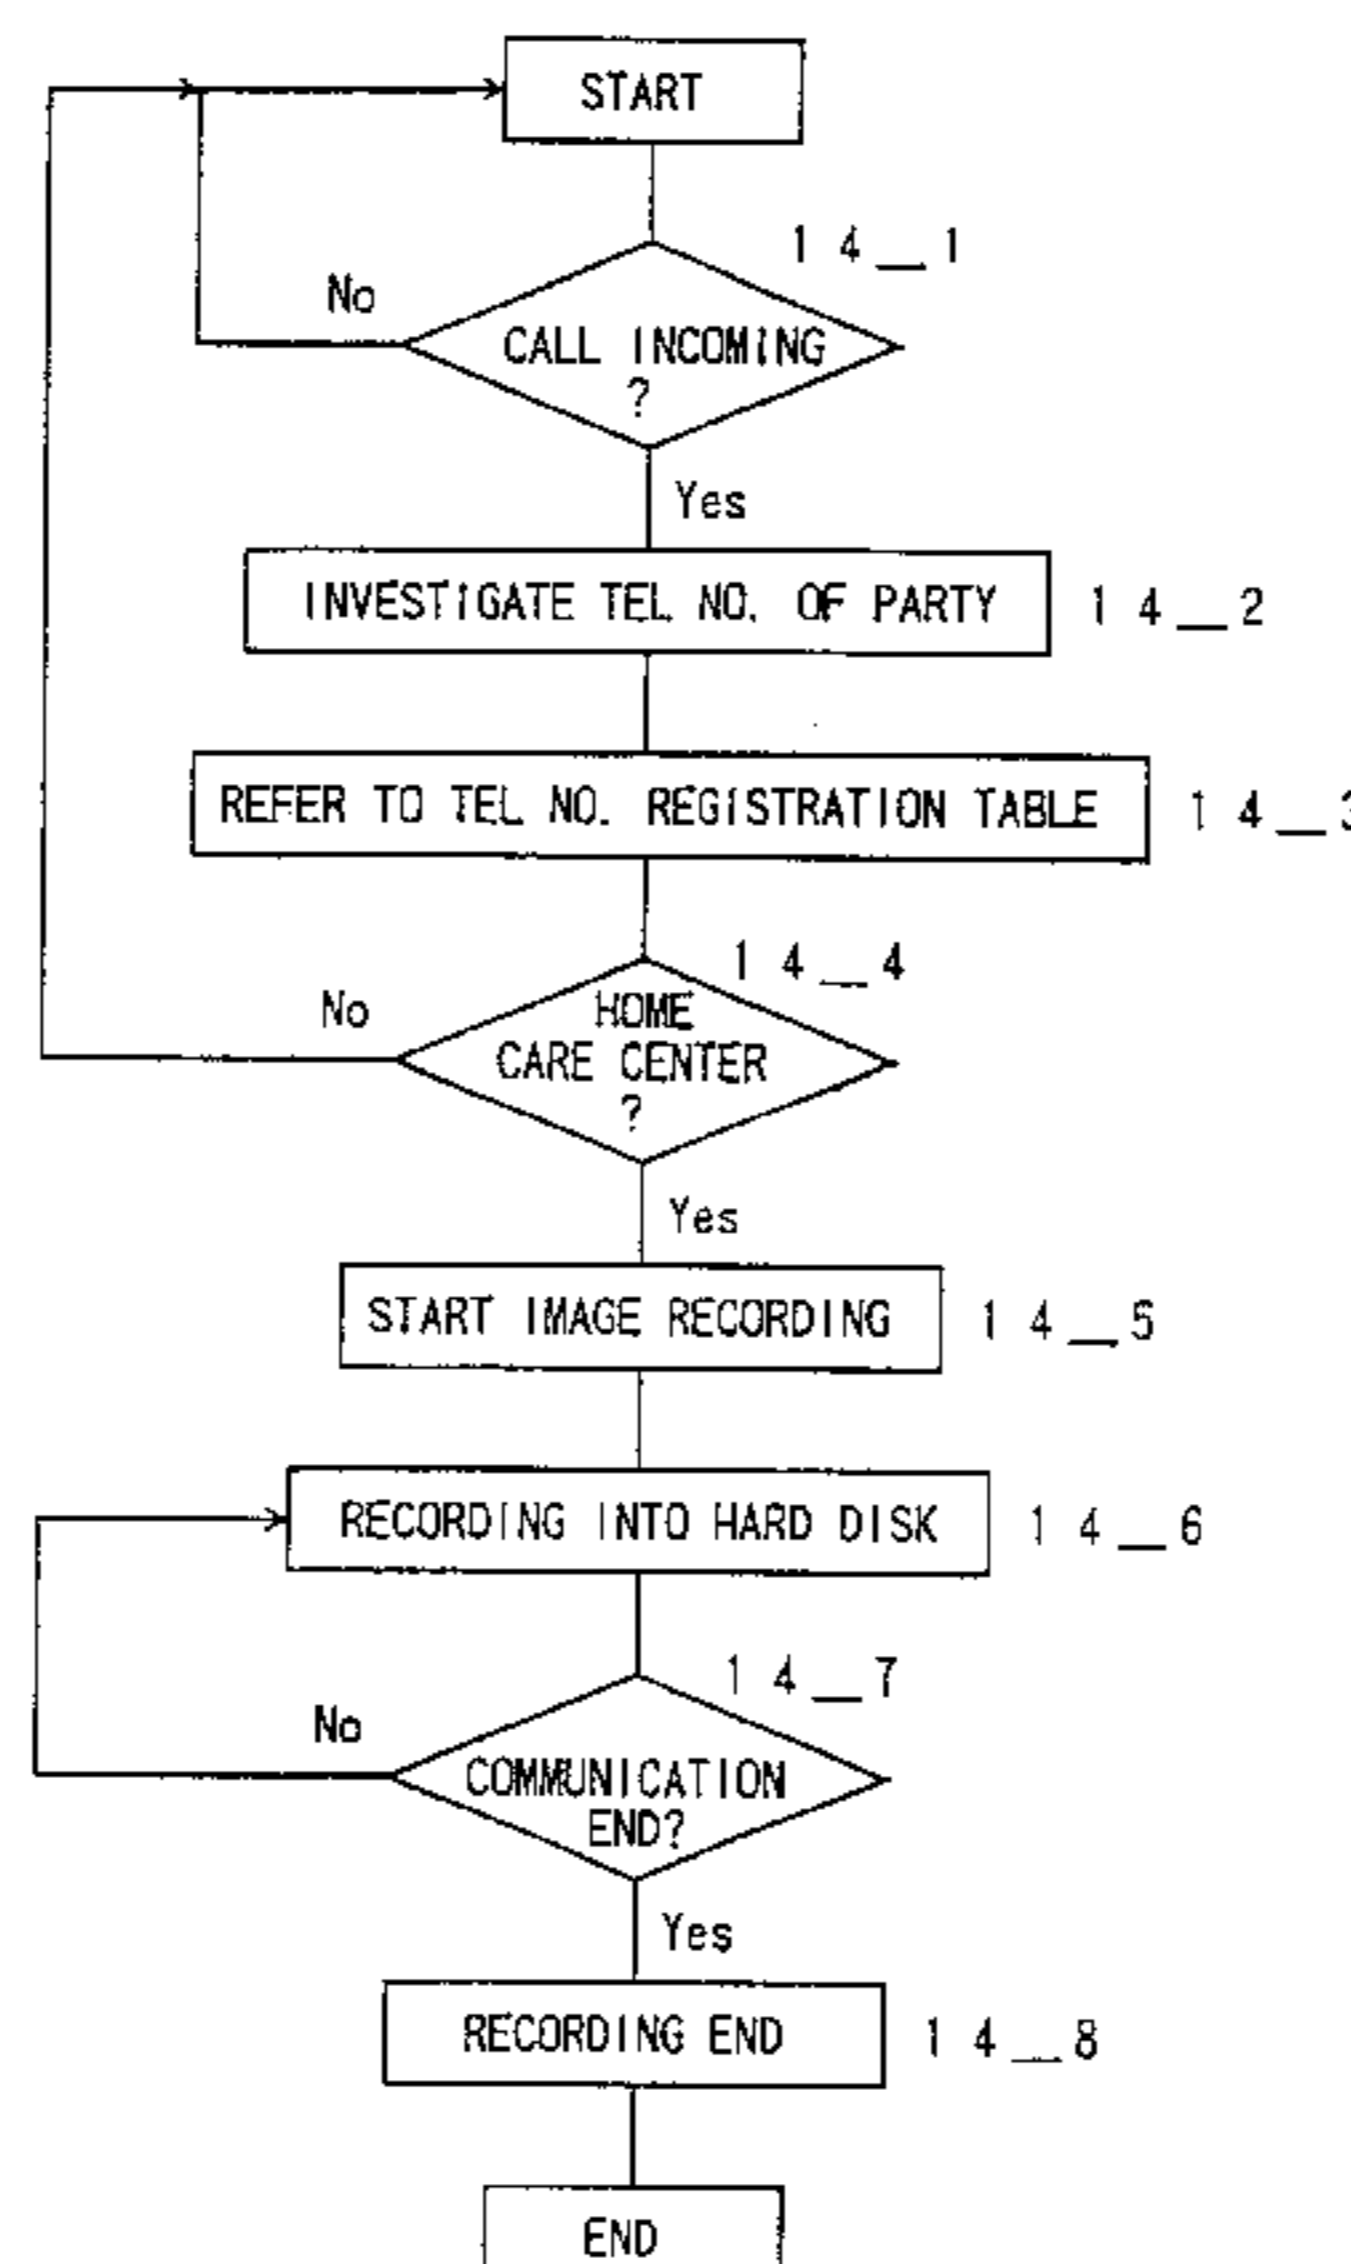 START
14_1
No
CALL INCOMING
?
Yes
INVESTIGATE TEL NO. OF PARTY 14_2
REFER TO TEL NO. REGISTRATION TABLE 14_3
14_4
No
HOME
CARE CENTER
?
Yes
START IMAGE RECORDING 14_5
RECORDING INTO HARD DISK 14_6
14_7
No
COMMUNICATION
END?
Yes
RECORDING END 14_8
END